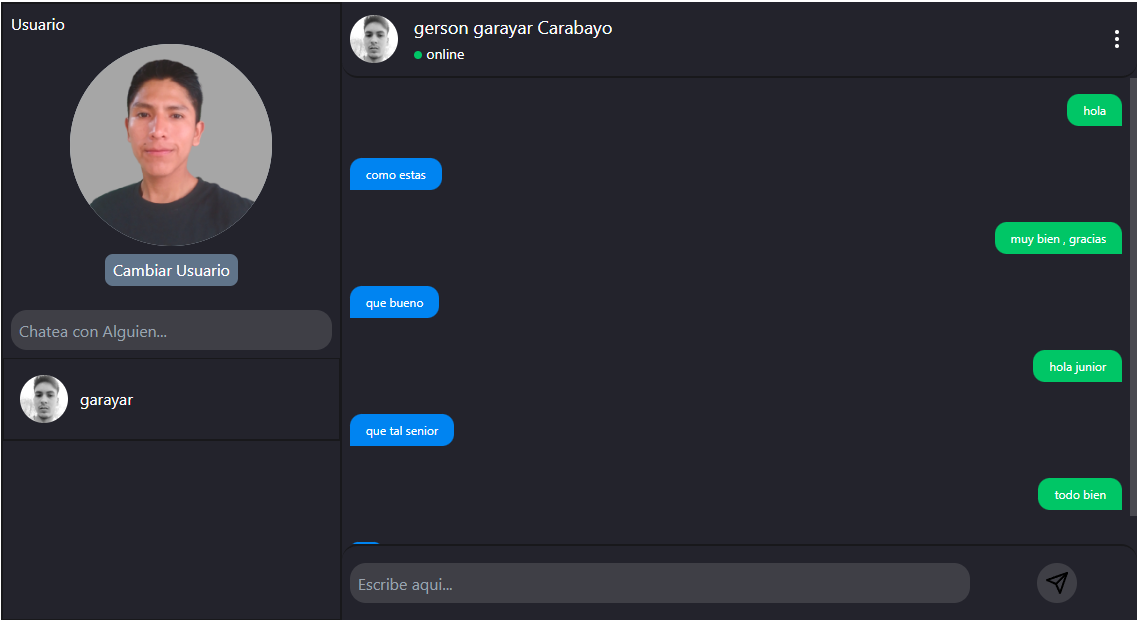 Usuario
Cambiar Usuario
Chatea con Alguien...
garayar
gerson garayar Carabayo
online
hola
como estas
muy bien , gracias
que bueno
hola junior
que tal senior
todo bien
Escribe aqui...